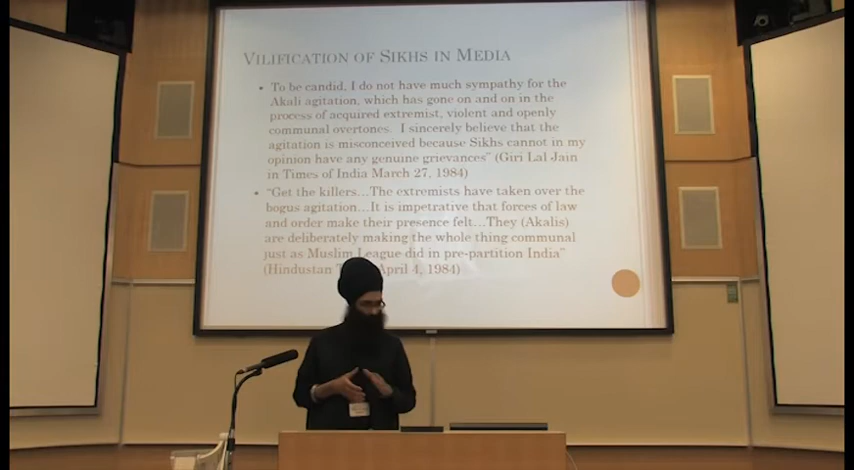 VILIFICATION OF SIKHS IN MEDIA
To be candid, I do not have much sympathy for the
Akali agitation, which has gone on and on in the
process of acquired extremist, violent and openly
communal overtones. I sincerely believe that the
agitation is misconceived because Sikhs cannot in my
opinion have any genuine grievances" (Giri Lal Jain
in Times of India March 27, 1984)
"Get the killers...The extremists have taken over the
bogus agitation...It is impetrative that forces of law
and order make their presence felt...They (Akalis)
are deliberately making the whole thing communal
just as Muslim League did in pre-partition India"
(Hindustan April 4, 1984)